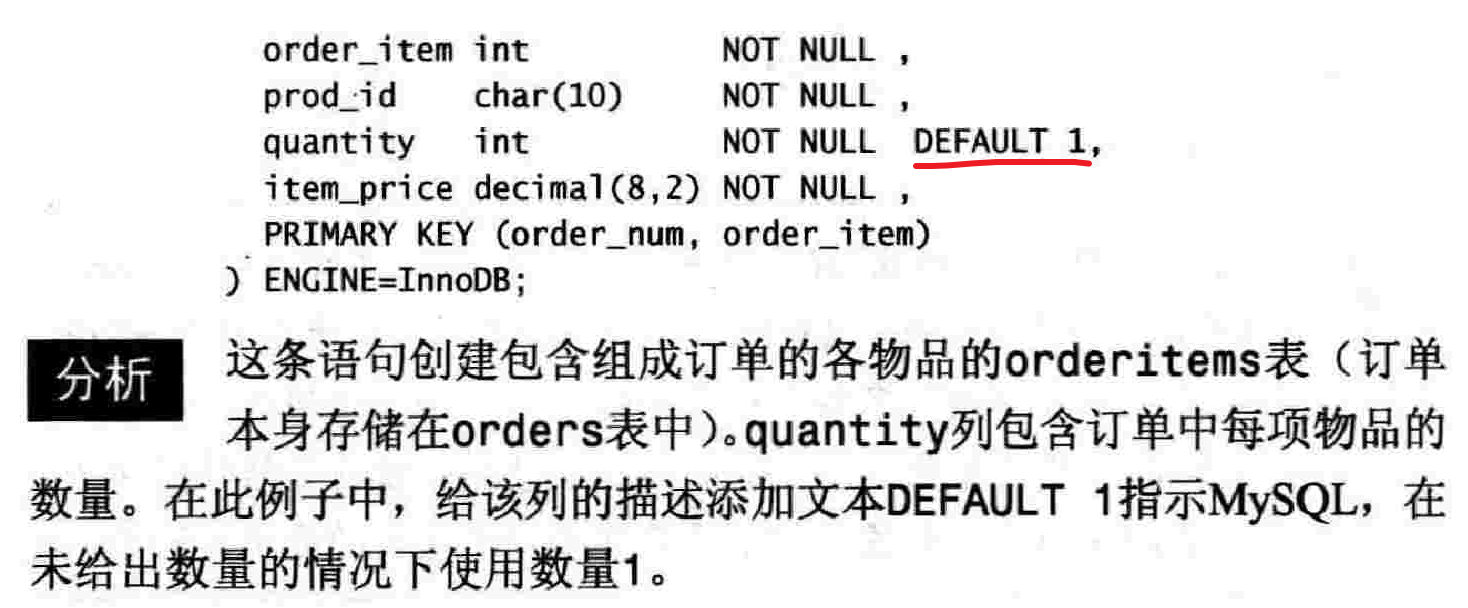 order_item int NOT NULL ,
prod_id char(10) NOT NULL ,
quantity int NOT NULL DEFAULT 1,
item_price decimal(8,2) NOT NULL ,
PRIMARY KEY (order_num, order_item)
) ENGINE=InnoDB;
分析 这条语句创建包含组成订单的各物品的orderitems表（订单
本身存储在orders表中）。quantity列包含订单中每项物品的
数量。在此例子中，给该列的描述添加文本DEFAULT 1指示MySQL，在
未给出数量的情况下使用数量1。